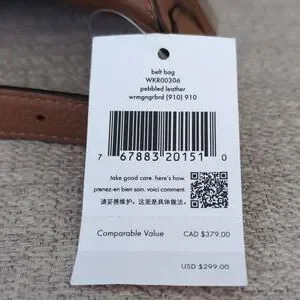 belt bag
WKR00306
pebbled leather
wrmgngrbrd (910) 910
7 67883 20151 0
take good care. here's how.
prenez-en bien soin. voici comment.
请妥善维护。这里是具体做法。
Comparable Value CAD $379.00
USD $299.00